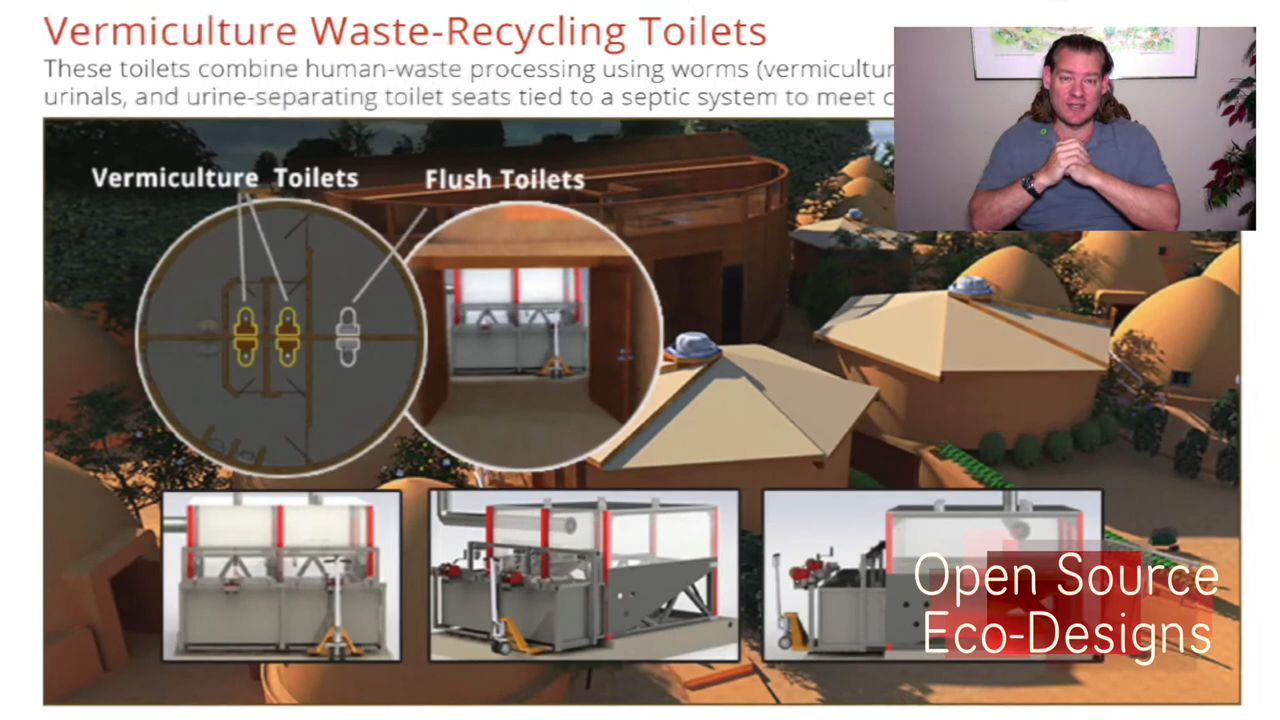 Vermiculture Waste-Recycling Toilets
These toilets combine human-waste processing using worms (vermicultur
urinals, and urine-separating toilet seats tied to a septic system to meet c
Vermiculture Toilets
Flush Toilets
Open Source
Eco-Designs